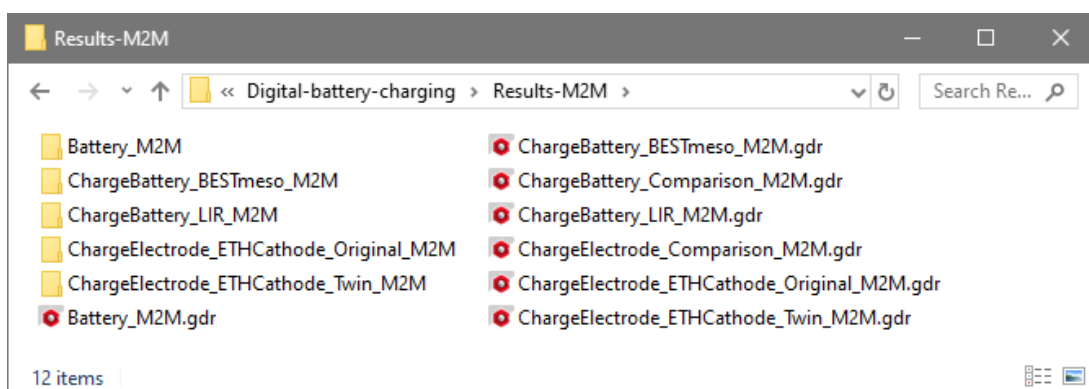 Results-M2M
« Digital-battery-charging › Results-M2M ›
Search Re...
Battery_M2M
ChargeBattery_BESTmeso_M2M
ChargeBattery_LIR_M2M
ChargeElectrode_ETHCathode_Original_M2M
ChargeElectrode_ETHCathode_Twin_M2M
Battery_M2M.gdr
ChargeBattery_BESTmeso_M2M.gdr
ChargeBattery_Comparison_M2M.gdr
ChargeBattery_LIR_M2M.gdr
ChargeElectrode_Comparison_M2M.gdr
ChargeElectrode_ETHCathode_Original_M2M.gdr
ChargeElectrode_ETHCathode_Twin_M2M.gdr
12 items